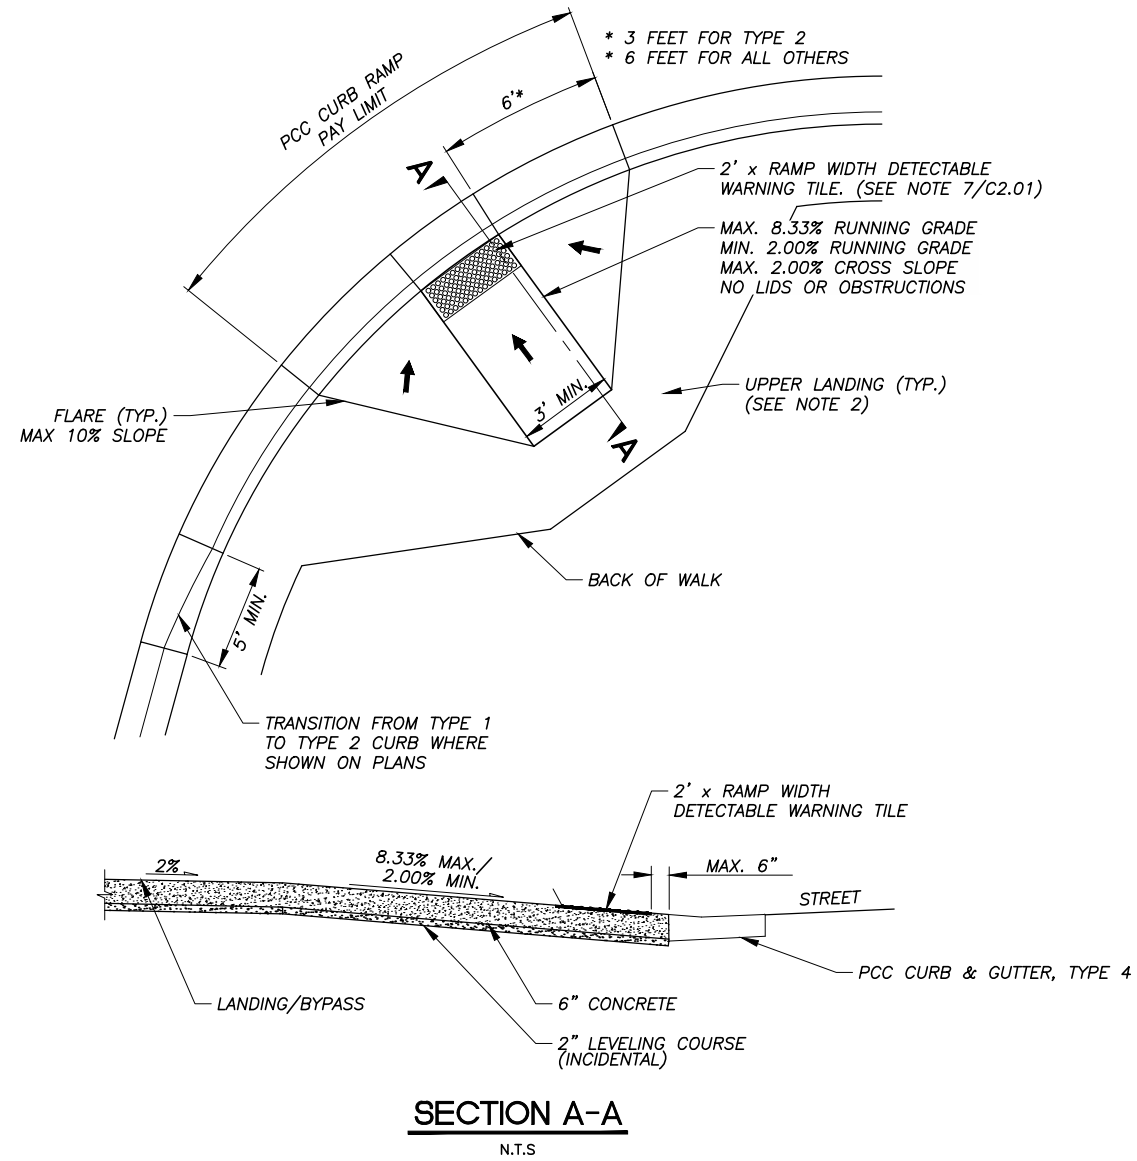 * 3 FEET FOR TYPE 2
* 6 FEET FOR ALL OTHERS
PCC CURB RAMP
PAY LIMIT
6'*
A
2' x RAMP WIDTH DETECTABLE
WARNING TILE. (SEE NOTE 7/C2.01)
MAX. 8.33% RUNNING GRADE
MIN. 2.00% RUNNING GRADE
MAX. 2.00% CROSS SLOPE
NO LIDS OR OBSTRUCTIONS
3' MIN.
UPPER LANDING (TYP.)
(SEE NOTE 2)
FLARE (TYP.)
MAX 10% SLOPE
A
BACK OF WALK
5' MIN.
TRANSITION FROM TYPE 1
TO TYPE 2 CURB WHERE
SHOWN ON PLANS
2' x RAMP WIDTH
DETECTABLE WARNING TILE
2%
8.33% MAX./
2.00% MIN.
MAX. 6"
STREET
PCC CURB & GUTTER, TYPE 4
LANDING/BYPASS
6" CONCRETE
2" LEVELING COURSE
(INCIDENTAL)
SECTION A-A
N.T.S